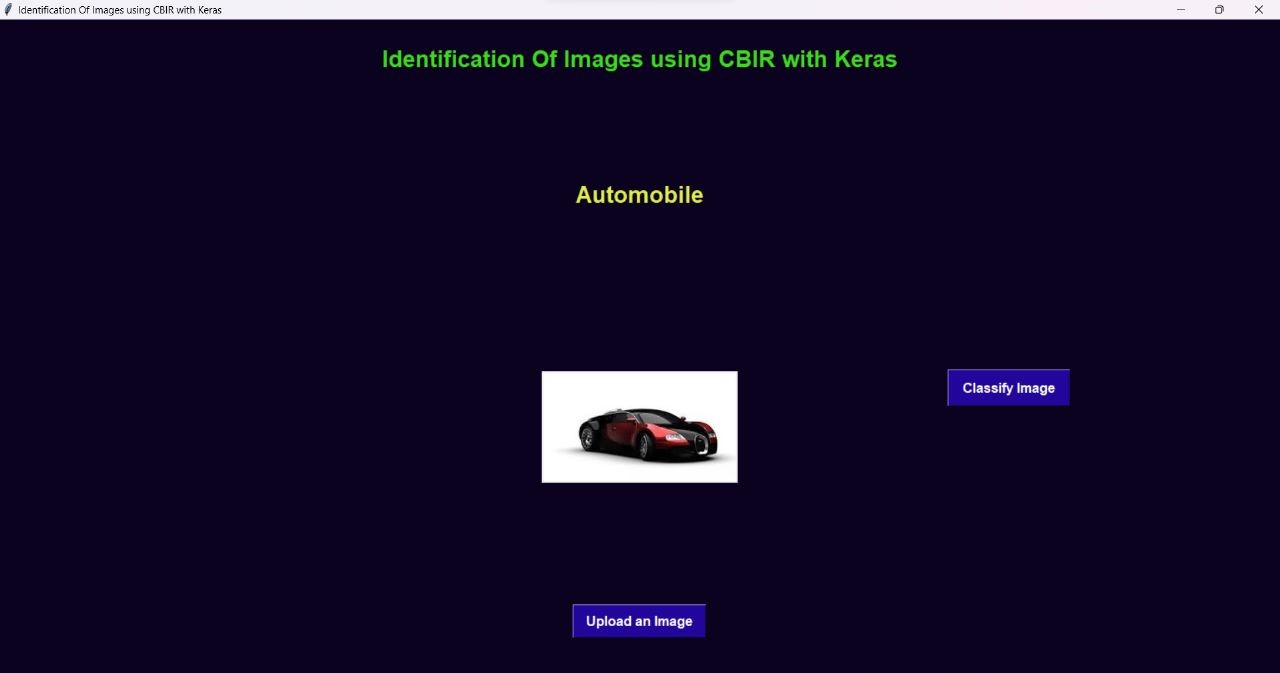 Identification Of Images using CBIR with Keras
Identification Of Images using CBIR with Keras
Automobile
Classify Image
Upload an Image